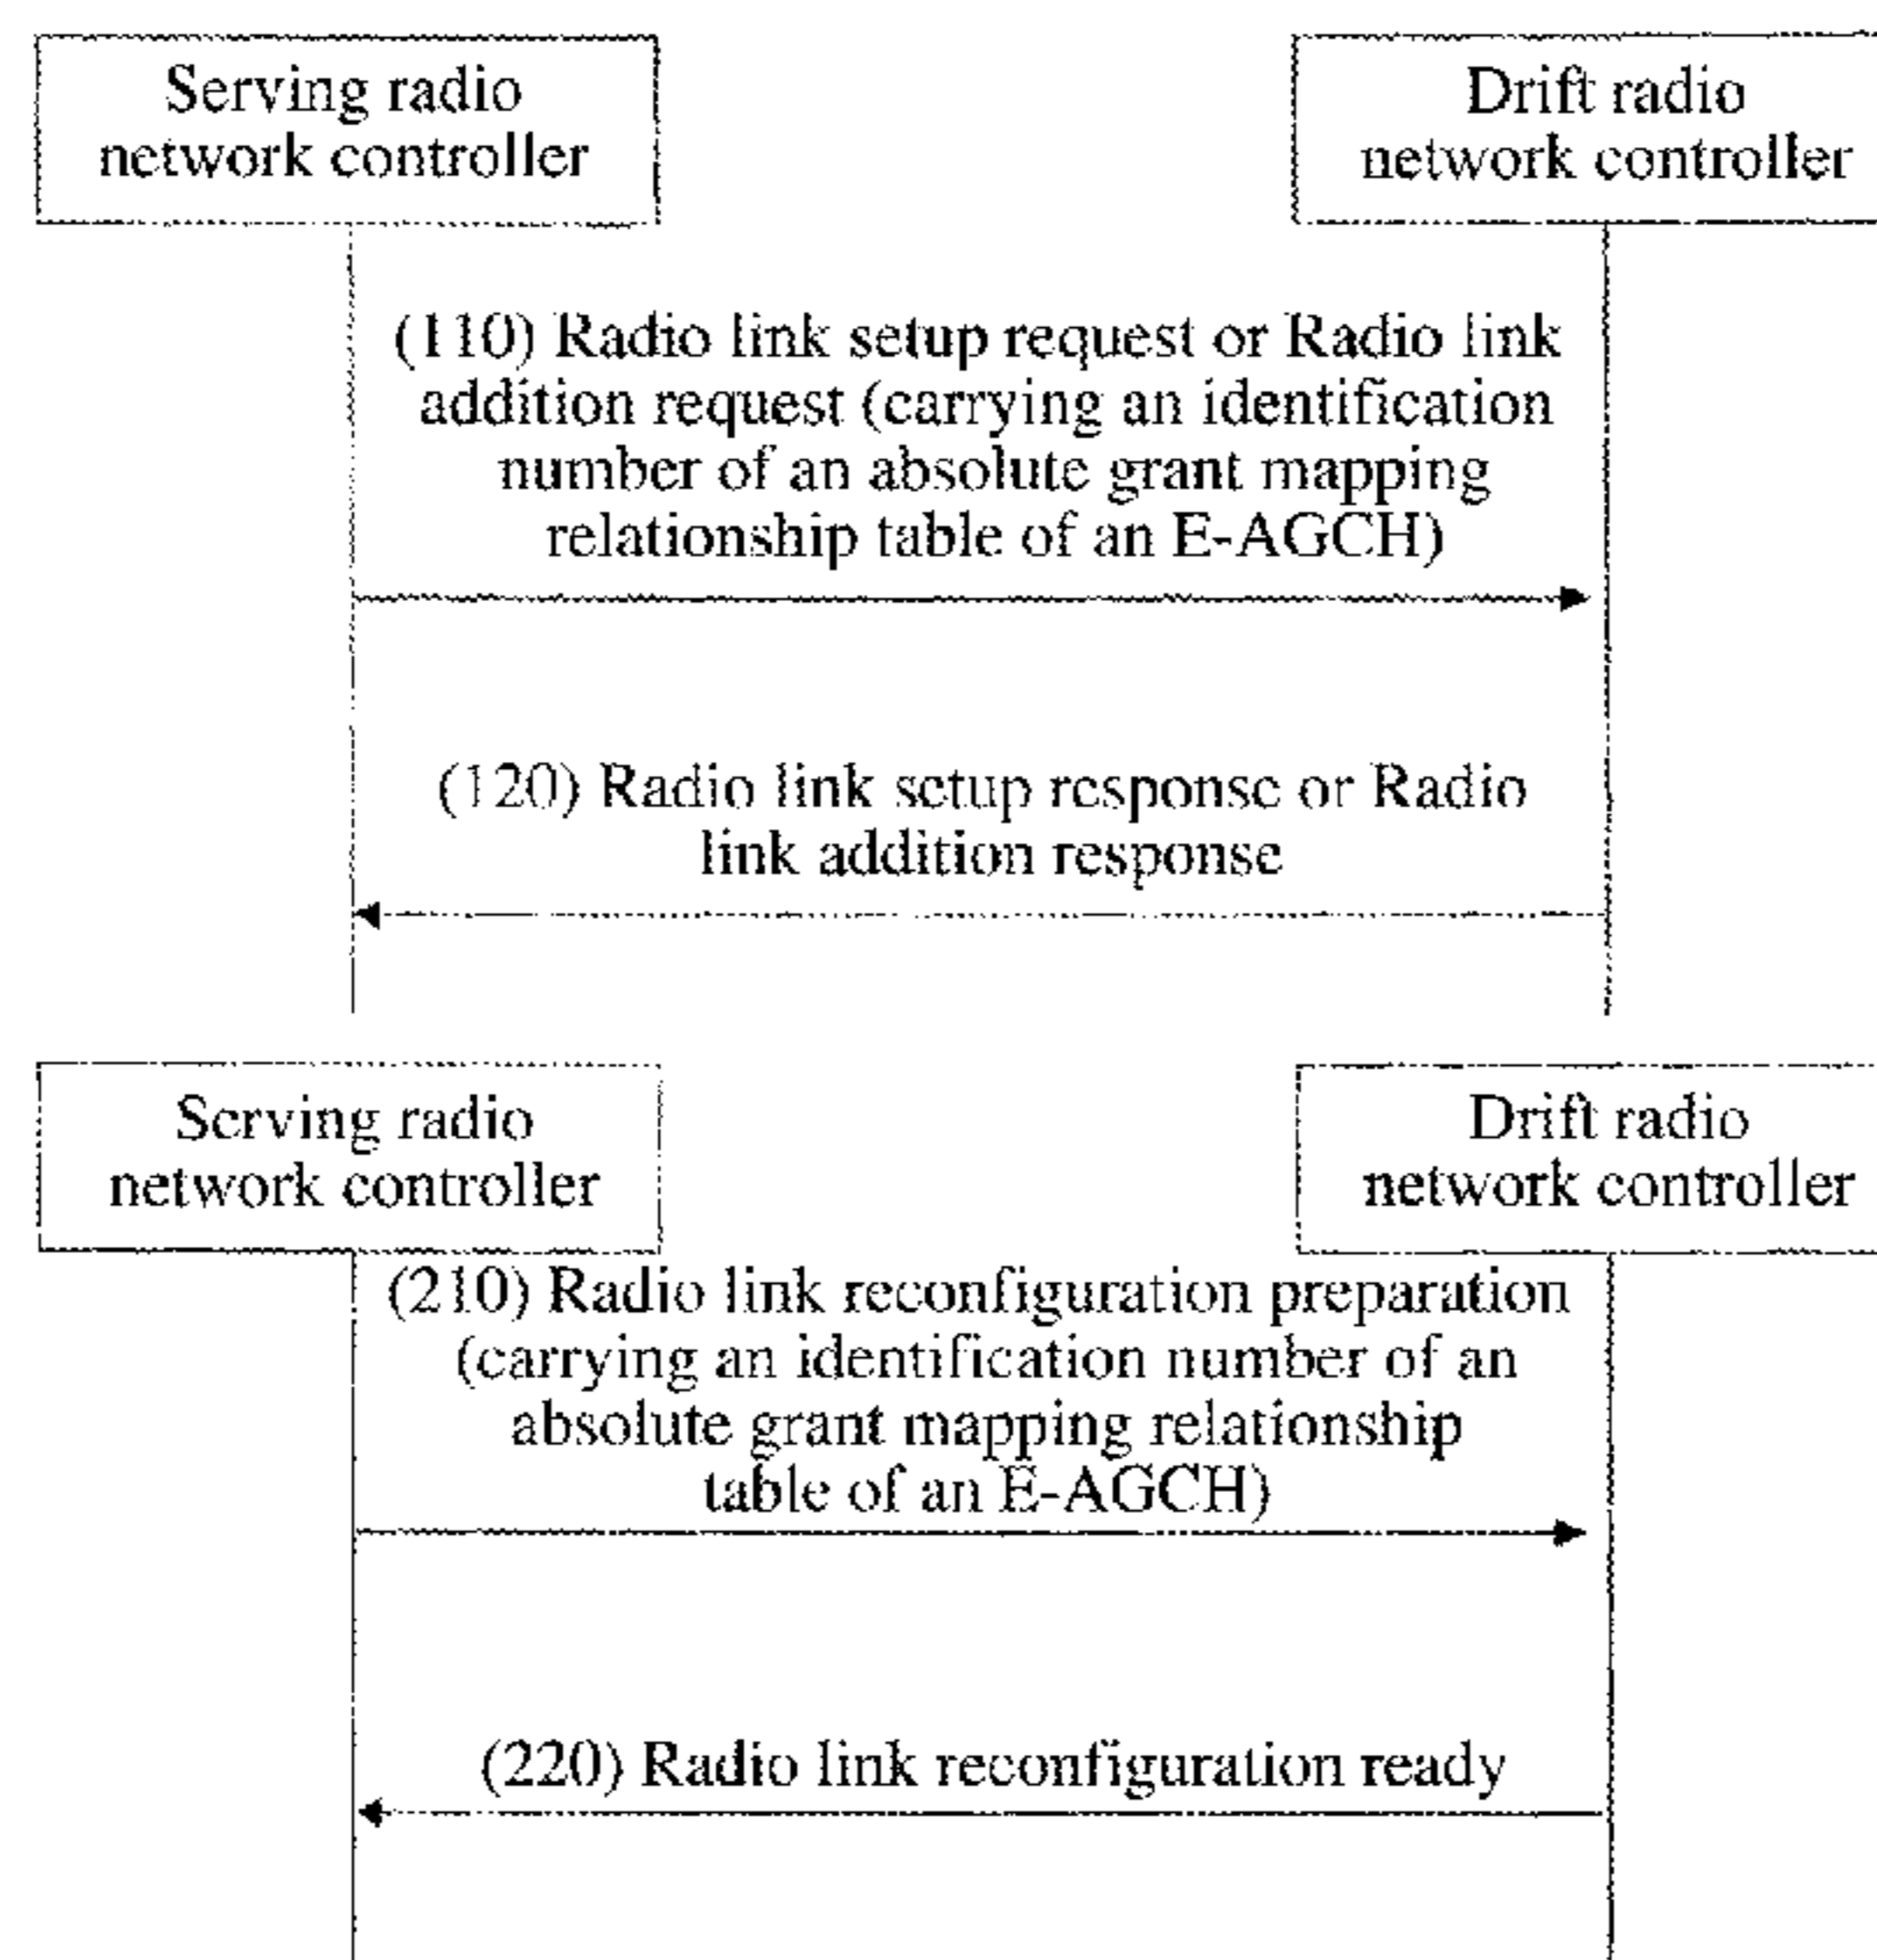 Serving radio
network controller
Drift radio
network controller
(110) Radio link setup request or Radio link
addition request (carrying an identification
number of an absolute grant mapping
relationship table of an E-AGCH)
(120) Radio link setup response or Radio
link addition response
Serving radio
network controller
Drift radio
network controller
(210) Radio link reconfiguration preparation
(carrying an identification number of an
absolute grant mapping relationship
table of an E-AGCH)
(220) Radio link reconfiguration ready